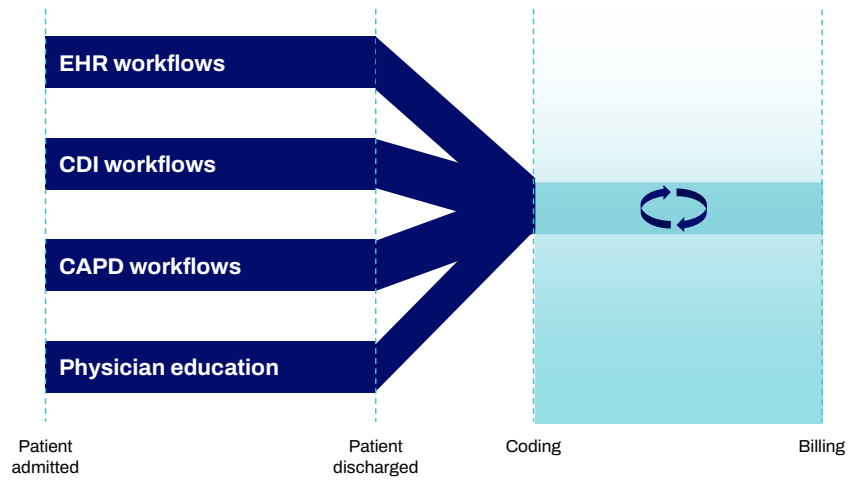 EHR workflows
CDI workflows
CAPD workflows
Physician education
Patient
admitted
Patient
discharged
Coding
Billing